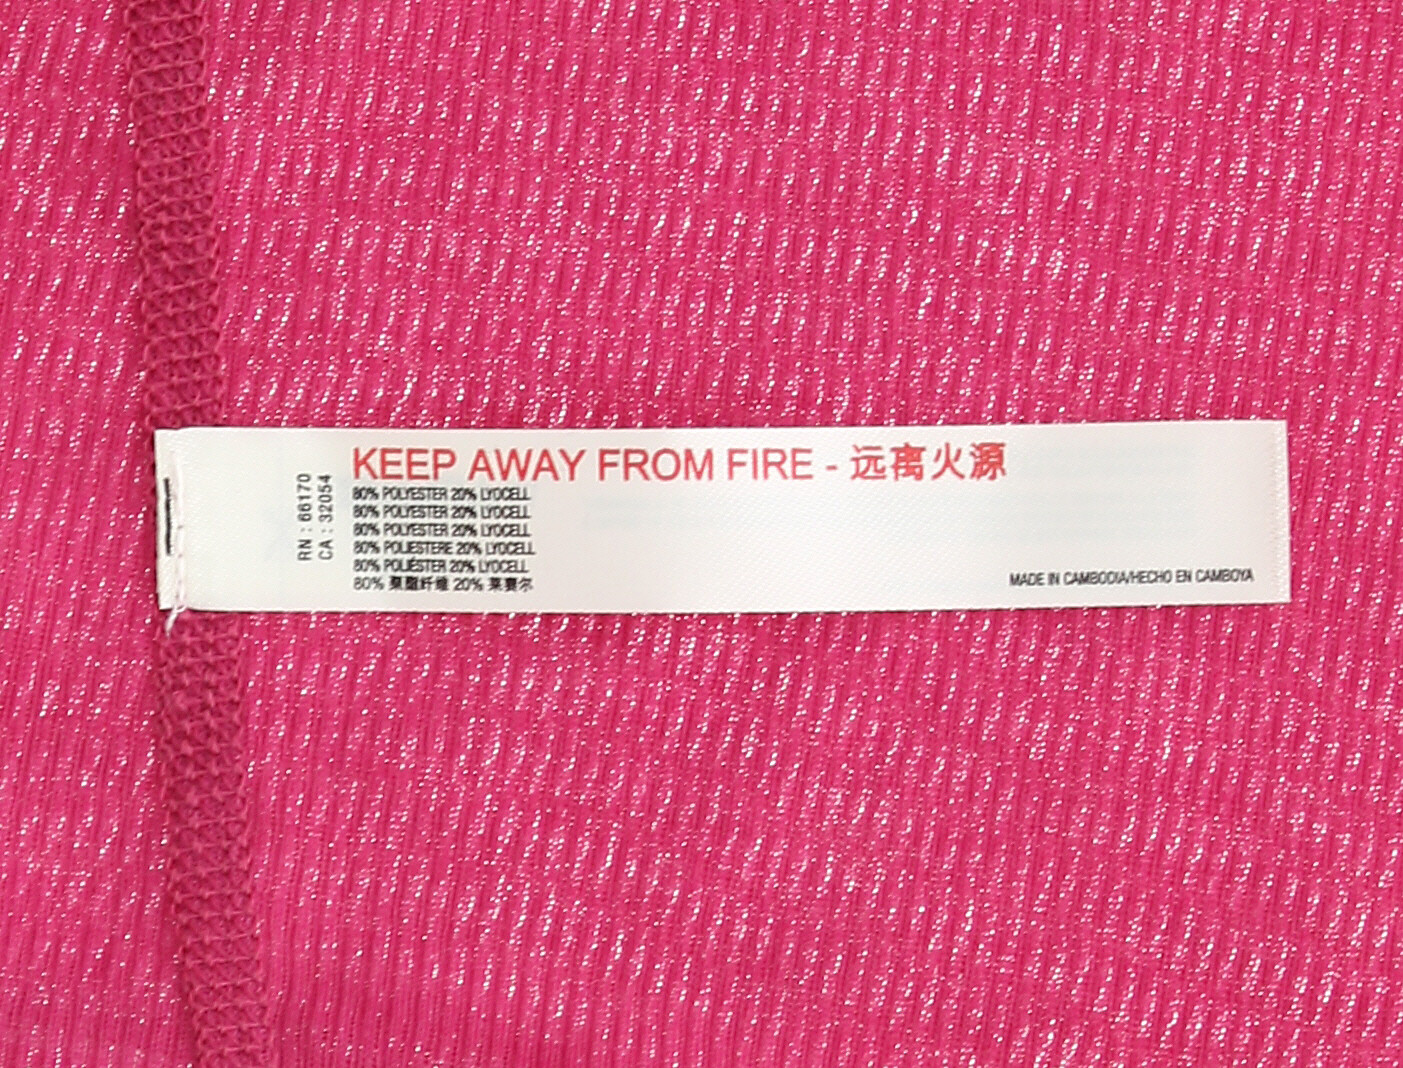 RN : 66170
CA : 32054
KEEP AWAY FROM FIRE - 远离火源
80% POLYESTER 20% LYOCELL
80% POLYESTER 20% LYOCELL
80% POLYESTER 20% LYOCELL
80% POLIESTERE 20% LYOCELL
80% POLIÉSTER 20% LYOCELL
80% 聚酯纤维 20% 莱赛尔
MADE IN CAMBODIA/HECHO EN CAMBOYA